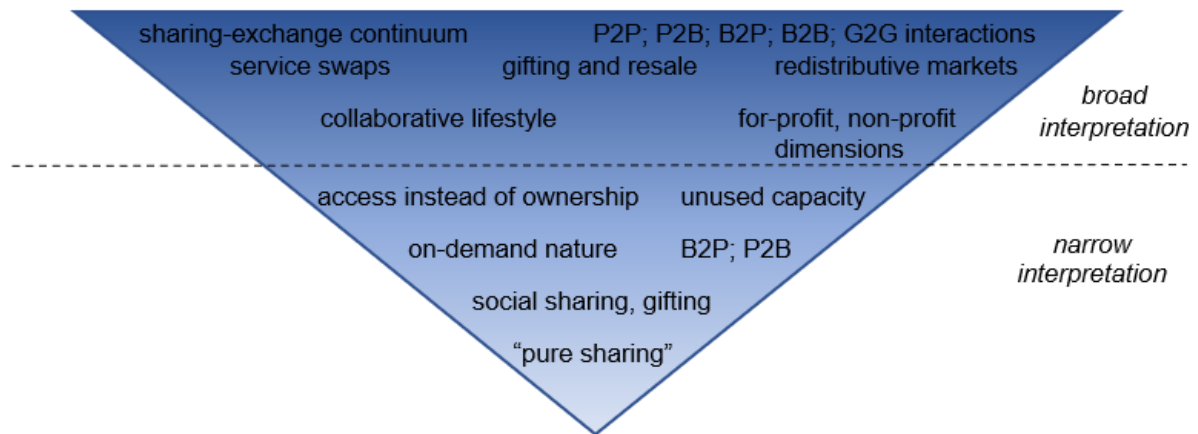 sharing-exchange continuum P2P; P2B; B2P; B2B; G2G interactions
service swaps gifting and resale redistributive markets
broad
interpretation
collaborative lifestyle for-profit, non-profit
dimensions
access instead of ownership unused capacity
on-demand nature B2P; P2B
narrow
interpretation
social sharing, gifting
“pure sharing”